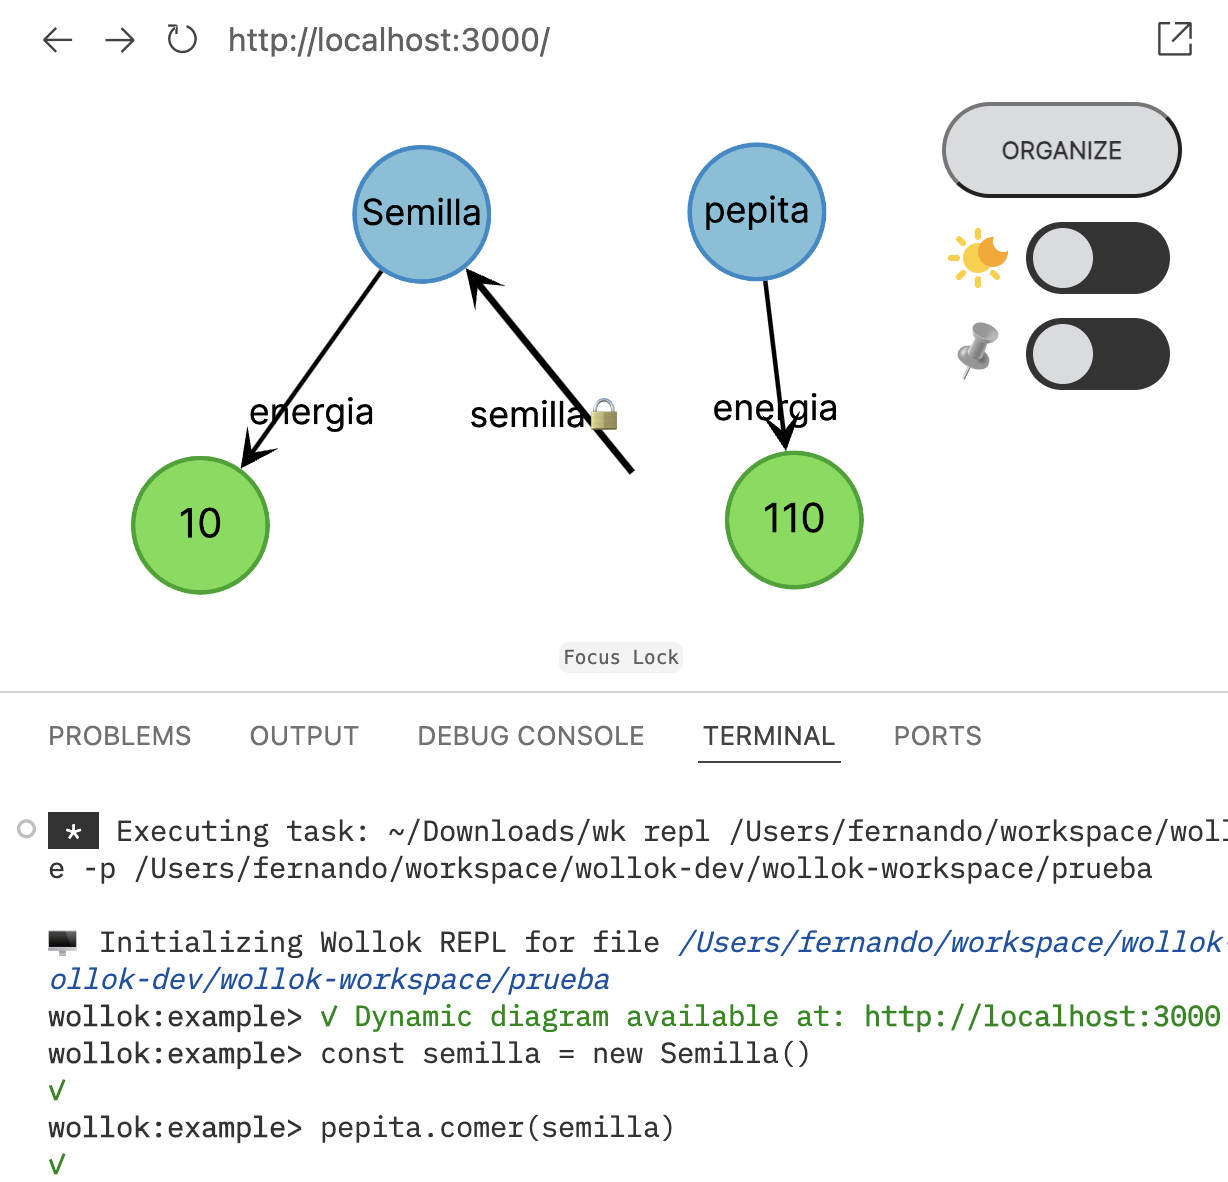 http://localhost:3000/
ORGANIZE
Semilla
pepita
energia
semilla🔒
energia
10
110
Focus Lock
PROBLEMS OUTPUT DEBUG CONSOLE TERMINAL PORTS
* Executing task: ~/Downloads/wk repl /Users/fernando/workspace/woll
e -p /Users/fernando/workspace/wollok-dev/wollok-workspace/prueba
🖥️ Initializing Wollok REPL for file /Users/fernando/workspace/wollok-
ollok-dev/wollok-workspace/prueba
wollok:example> ✓ Dynamic diagram available at: http://localhost:3000
wollok:example> const semilla = new Semilla()
✓
wollok:example> pepita.comer(semilla)
✓